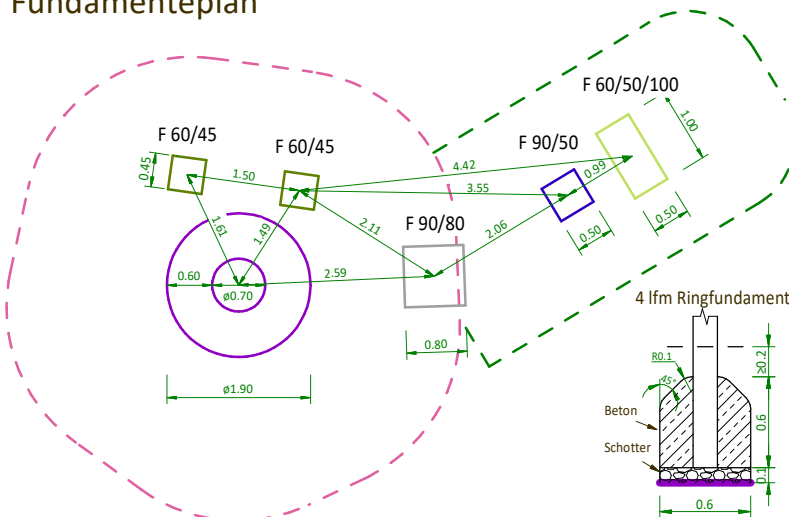 Fundamenteplan
F 60/50/100
F 60/45
F 60/45
F 90/50
F 90/80
0.45
1.50
4.42
3.55
0.99
1.00
1.61
1.49
2.11
2.06
0.50
0.50
0.60
ø0.70
2.59
0.80
ø1.90
4 lfm Ringfundament
R0.1
45°
≥0.2
Beton
0.6
Schotter
0.1
0.6